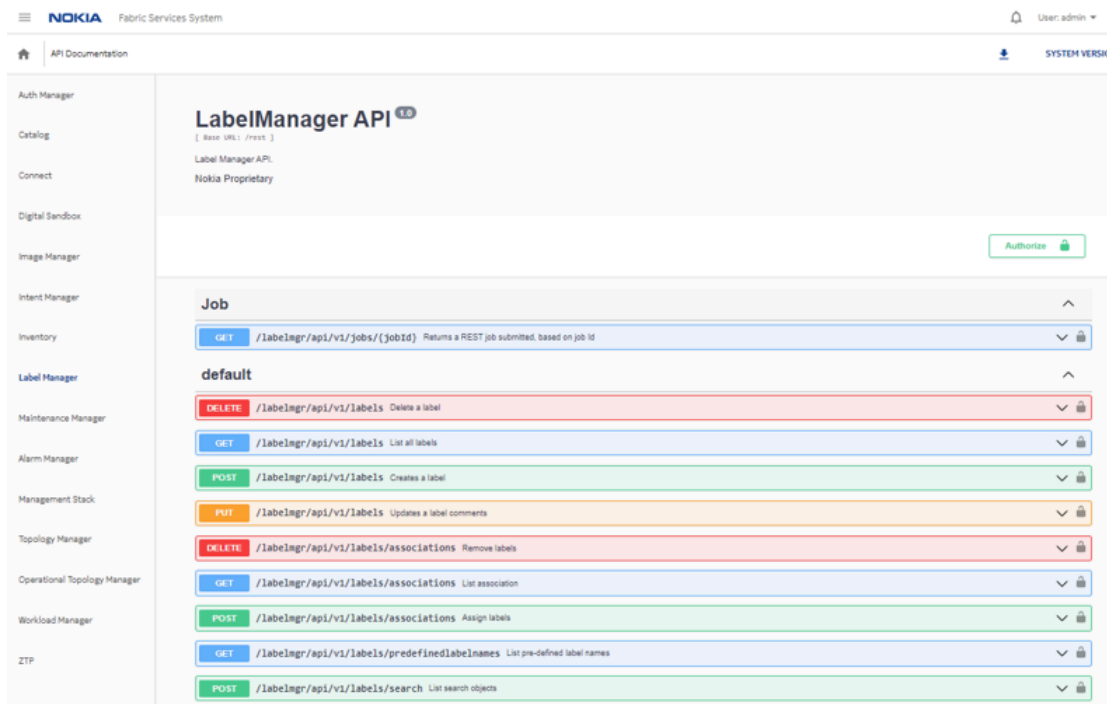 NOKIA Fabric Services System User: admin
API Documentation SYSTEM VERSIO
Auth Manager
Catalog
Connect
Digital Sandbox
Image Manager
Intent Manager
Inventory
Label Manager
Maintenance Manager
Alarm Manager
Management Stack
Topology Manager
Operational Topology Manager
Workload Manager
ZTP
LabelManager API 1.0
[ Base URL: /rest ]
Label Manager API.
Nokia Proprietary
Authorize
Job
GET /labelmgr/api/v1/jobs/{jobId} Returns a REST job submitted, based on job Id
default
DELETE /labelmgr/api/v1/labels Delete a label
GET /labelmgr/api/v1/labels List all labels
POST /labelmgr/api/v1/labels Creates a label
PUT /labelmgr/api/v1/labels Updates a label comments
DELETE /labelmgr/api/v1/labels/associations Remove labels
GET /labelmgr/api/v1/labels/associations List association
POST /labelmgr/api/v1/labels/associations Assign labels
GET /labelmgr/api/v1/labels/predefinedlabelnames List pre-defined label names
POST /labelmgr/api/v1/labels/search List search objects